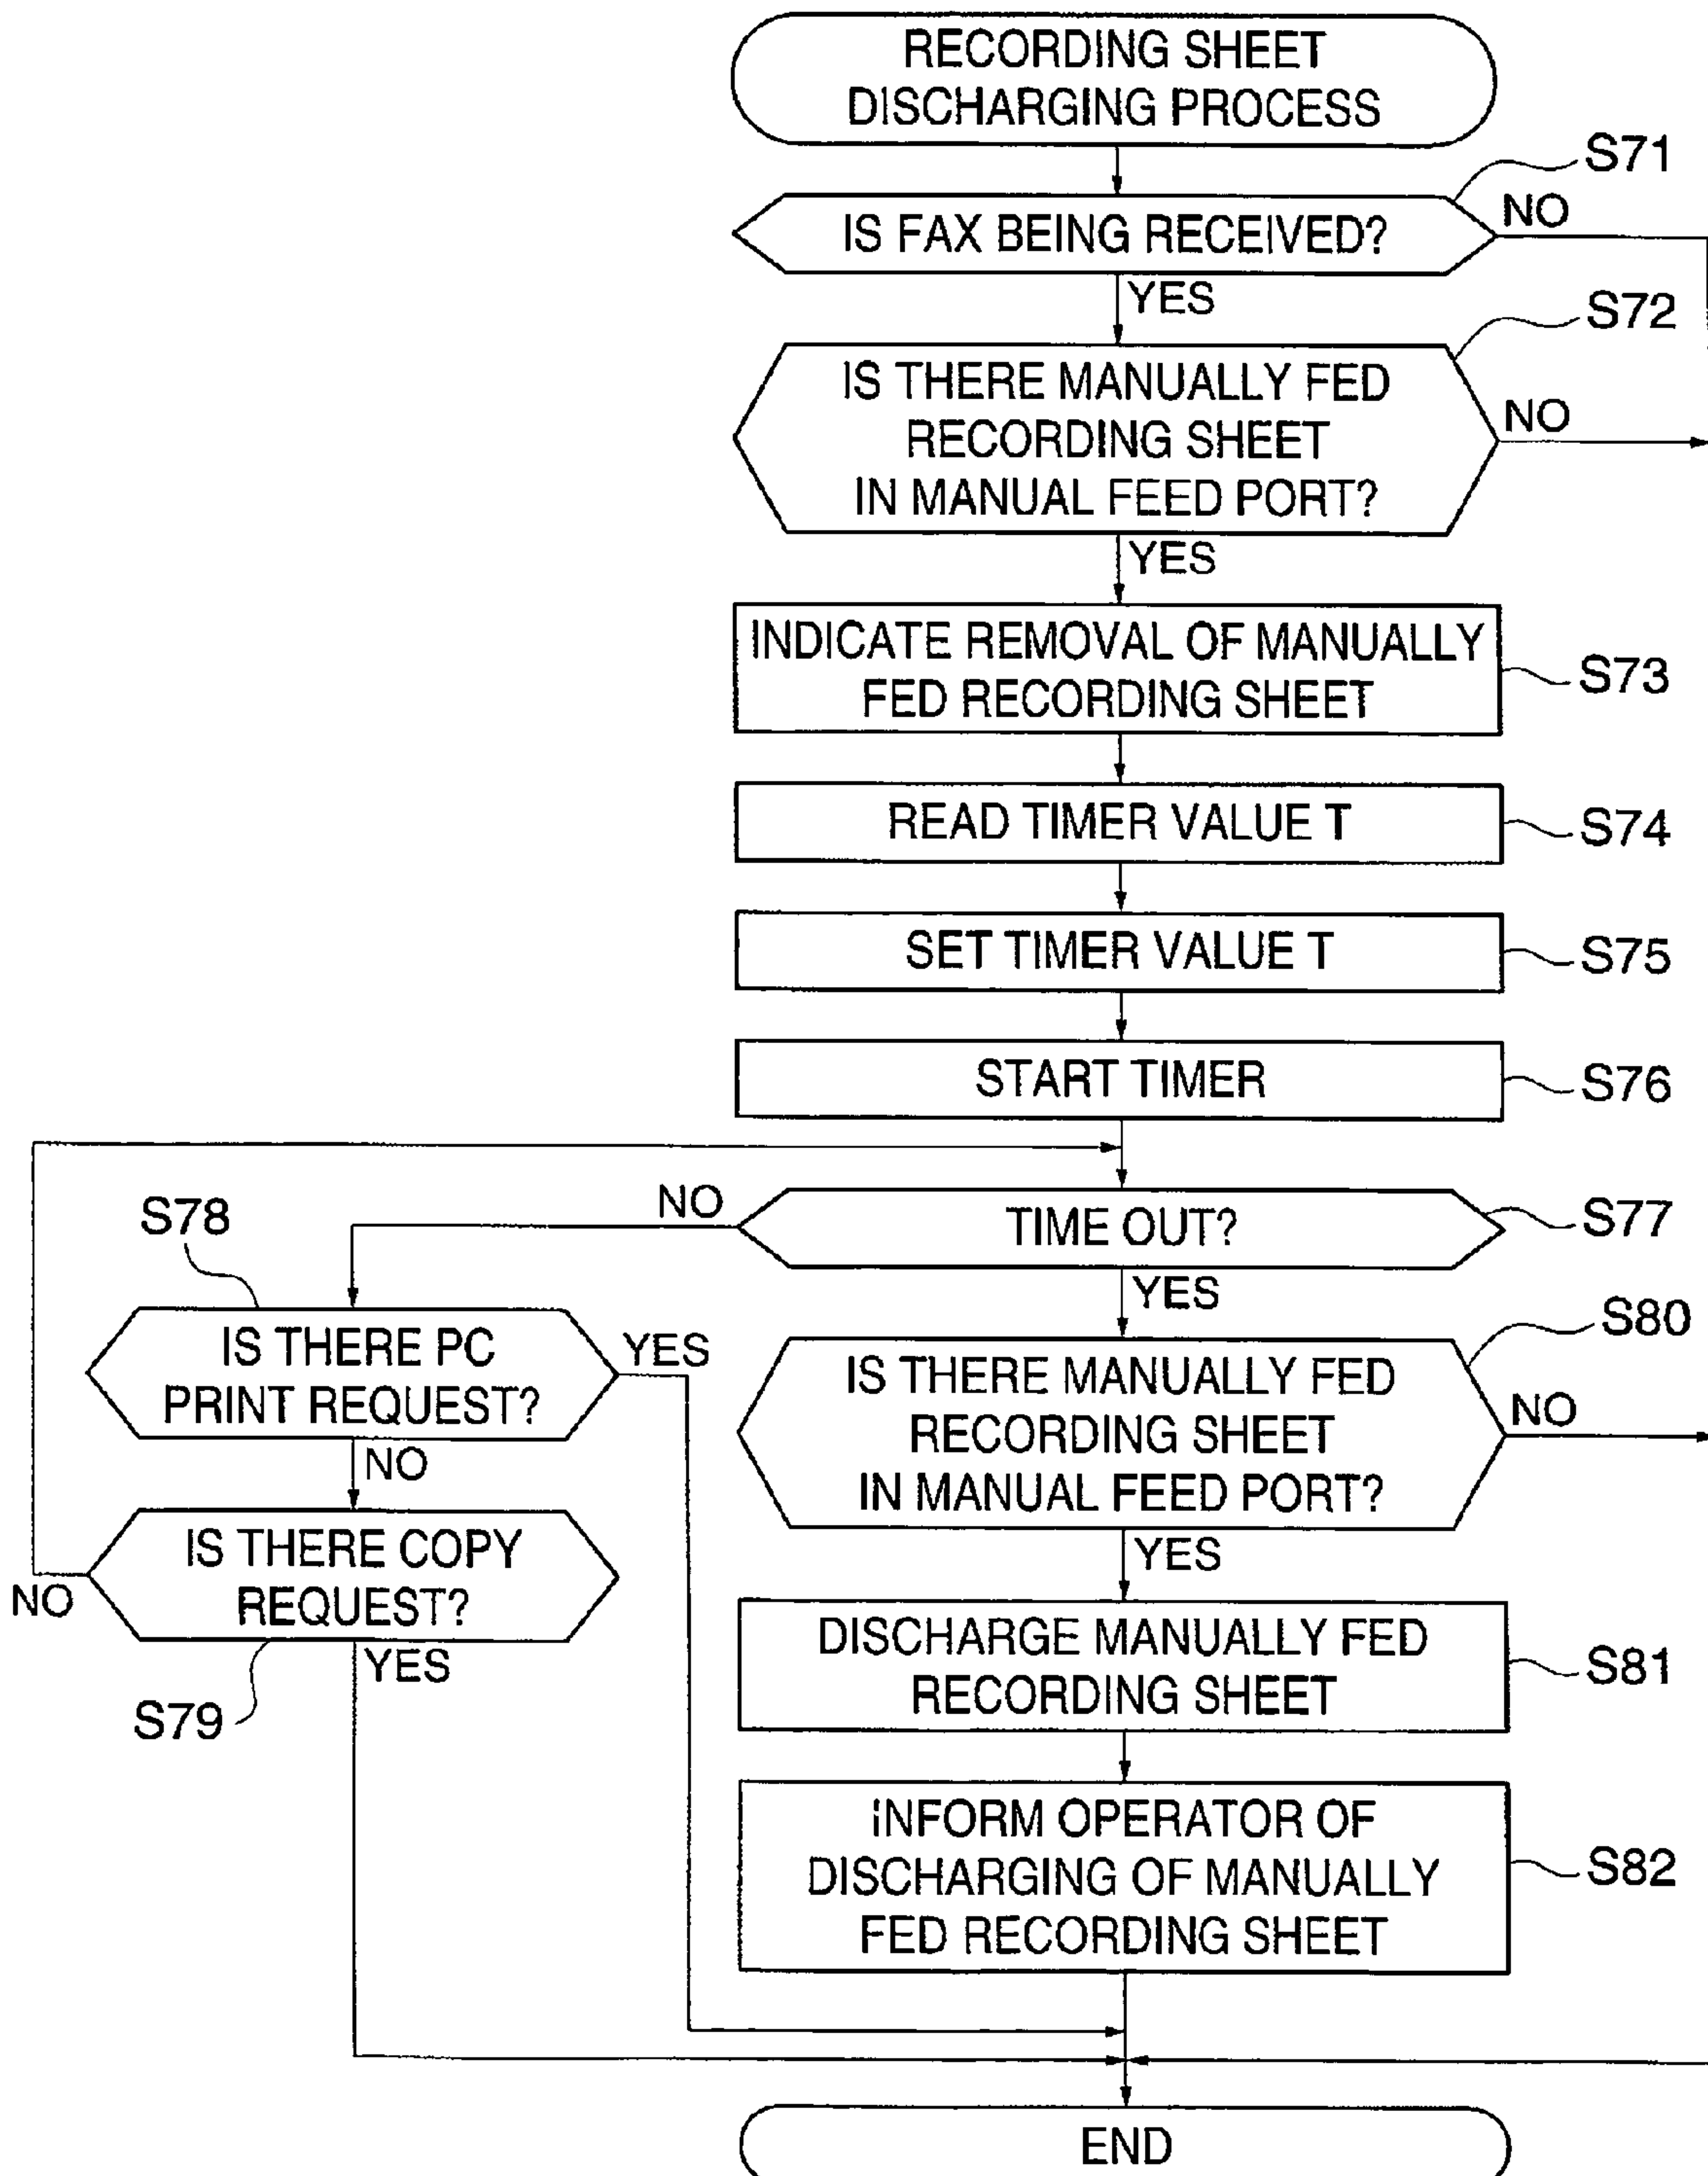 RECORDING SHEET
DISCHARGING PROCESS
S71
IS FAX BEING RECEIVED?
NO
YES
S72
IS THERE MANUALLY FED
RECORDING SHEET
IN MANUAL FEED PORT?
NO
YES
INDICATE REMOVAL OF MANUALLY
FED RECORDING SHEET
S73
READ TIMER VALUE T
S74
SET TIMER VALUE T
S75
START TIMER
S76
TIME OUT?
S77
NO
YES
S78
IS THERE PC
PRINT REQUEST?
YES
NO
IS THERE COPY
REQUEST?
NO
YES
S79
S80
IS THERE MANUALLY FED
RECORDING SHEET
IN MANUAL FEED PORT?
NO
YES
DISCHARGE MANUALLY FED
RECORDING SHEET
S81
INFORM OPERATOR OF
DISCHARGING OF MANUALLY
FED RECORDING SHEET
S82
END